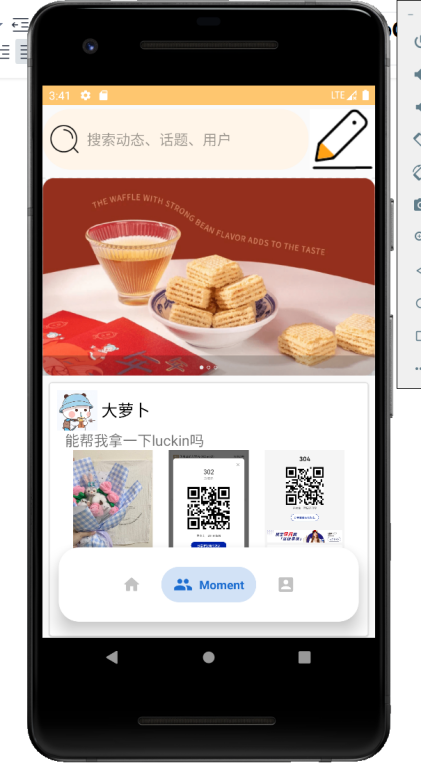 3:41
LTE
搜索动态、话题、用户
THE WAFFLE WITH STRONG BEAN FLAVOR ADDS TO THE TASTE
大萝卜
能帮我拿一下luckin吗
302
304
Moment